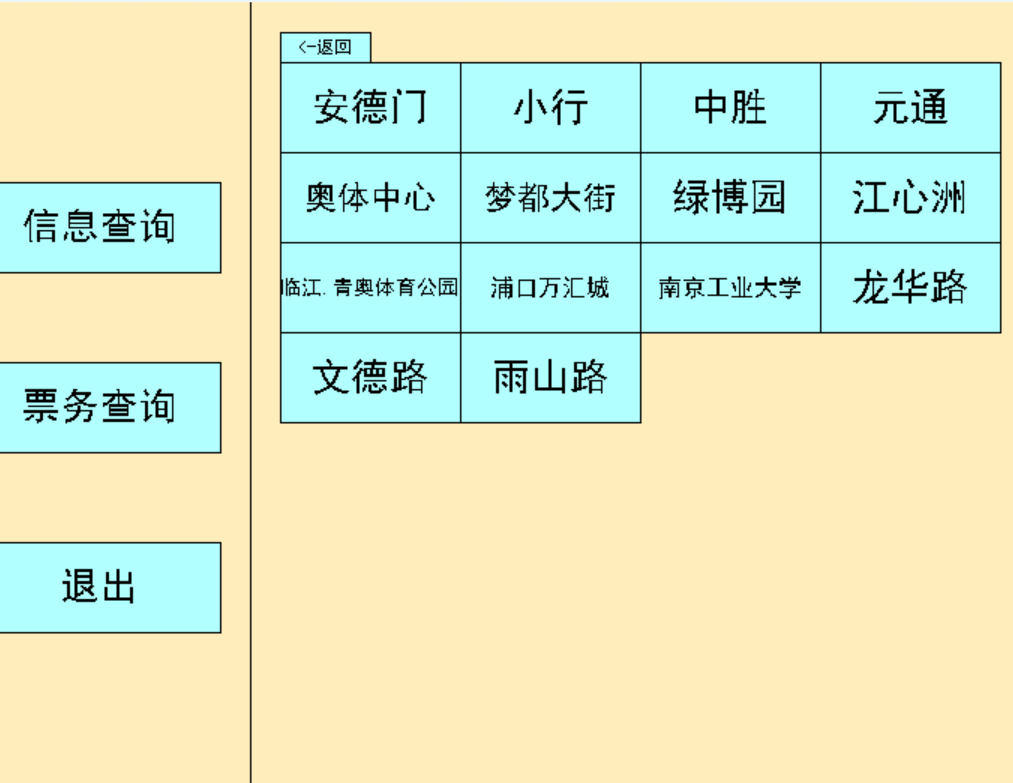 <-返回
安德门 小行 中胜 元通
奥体中心 梦都大街 绿博园 江心洲
临江.青奥体育公园 浦口万汇城 南京工业大学 龙华路
文德路 雨山路
信息查询
票务查询
退出